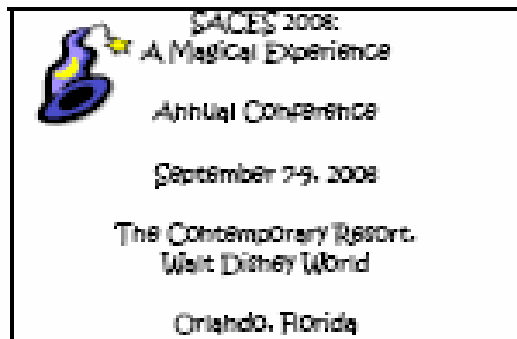 SACES 2008:
A Magical Experience
Annual Conference
September 7-9, 2008
The Contemporary Resort,
Walt Disney World
Orlando, Florida